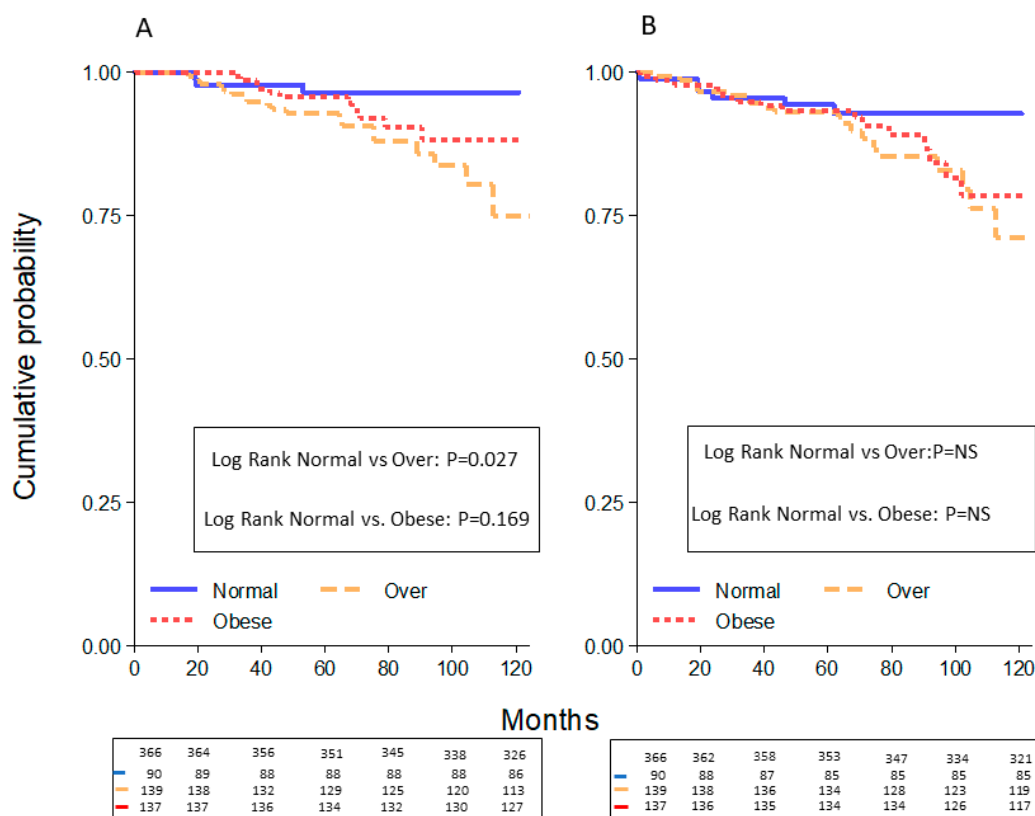 A
B
Cumulative probability
1.00
0.75
0.50
0.25
0.00
Log Rank Normal vs Over: P=0.027
Log Rank Normal vs. Obese: P=0.169
Normal
Over
Obese
0 20 40 60 80 100 120
1.00
0.75
0.50
0.25
0.00
Log Rank Normal vs Over:P=NS
Log Rank Normal vs. Obese: P=NS
Normal
Over
Obese
0 20 40 60 80 100 120
Months
366 364 356 351 345 338 326
90 89 88 88 88 88 86
139 138 132 129 125 120 113
137 137 136 134 132 130 127
366 362 358 353 347 334 321
90 88 87 85 85 85 85
139 138 136 134 128 123 119
137 136 135 134 134 126 117